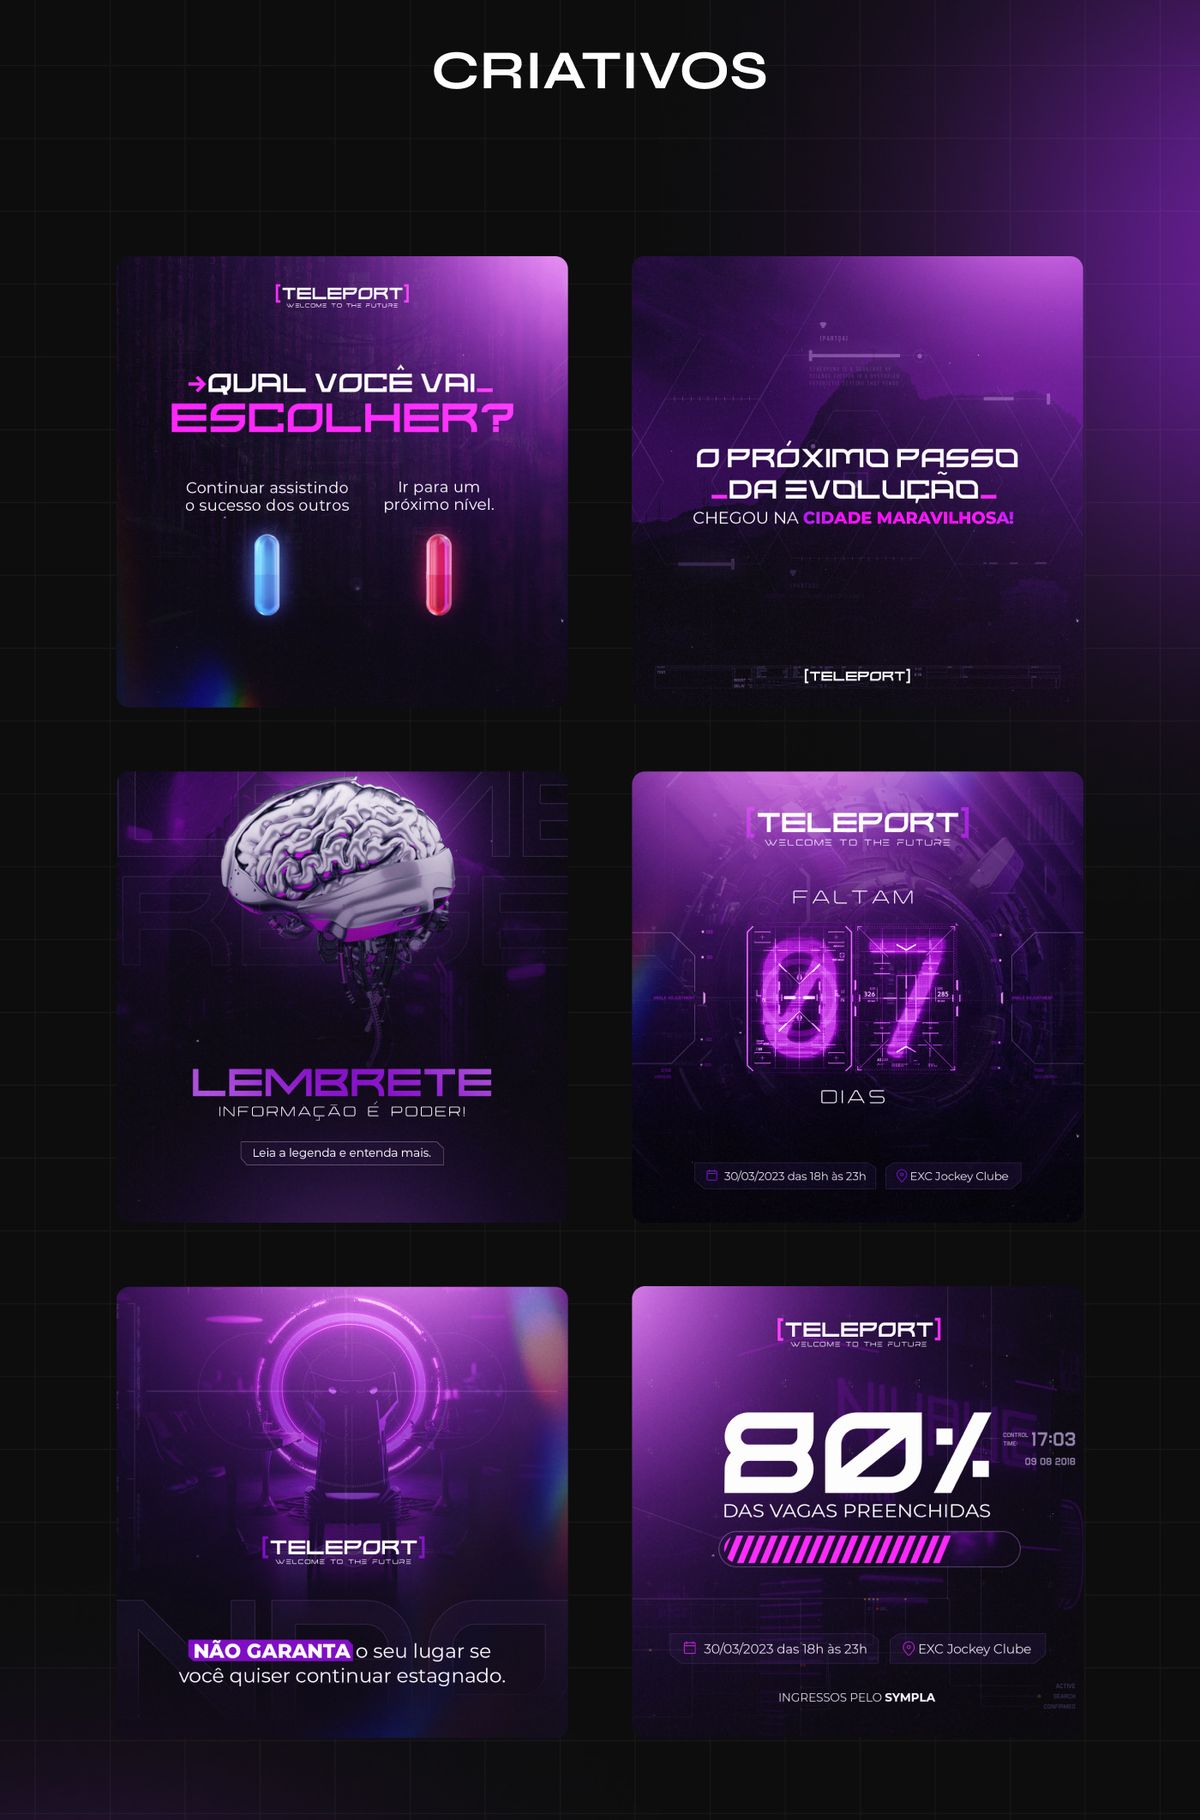 CRIATIVOS
[TELEPORT]
WELCOME TO THE FUTURE
→QUAL VOCÊ VAI_
ESCOLHER?
Continuar assistindo
o sucesso dos outros
Ir para um
próximo nível.
O PRÓXIMO PASSO
_DA EVOLUÇÃO_
CHEGOU NA CIDADE MARAVILHOSA!
[TELEPORT]
LEMBRETE
INFORMAÇÃO É PODER!
Leia a legenda e entenda mais.
[TELEPORT]
WELCOME TO THE FUTURE
FALTAM
07
326
285
DIAS
30/03/2023 das 18h às 23h
EXC Jockey Clube
[TELEPORT]
WELCOME TO THE FUTURE
NÃO GARANTA o seu lugar se
você quiser continuar estagnado.
[TELEPORT]
WELCOME TO THE FUTURE
80%
CONTROL
TIME:
17:03
09 08 2018
DAS VAGAS PREENCHIDAS
30/03/2023 das 18h às 23h
EXC Jockey Clube
INGRESSOS PELO SYMPLA
ACTIVE
SEARCH
CONFIRMED